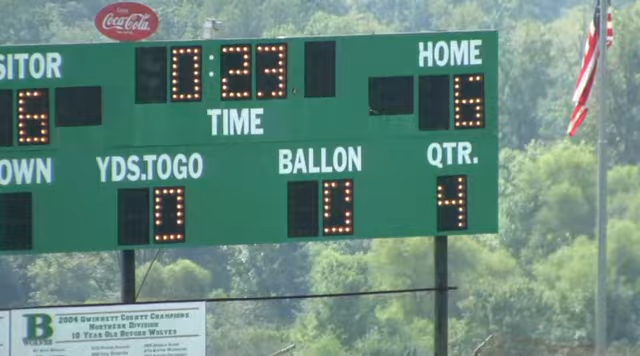 Coca-Cola
SITOR 0:23 HOME
6 TIME 6
OWN YDS.TOGO BALLON QTR.
0 0 4
B 2004 GWINNETT COUNTY CHAMPIONS
NORTHERN DIVISION
10 YEAR OLD BUFORD WOLVES
WOLVES